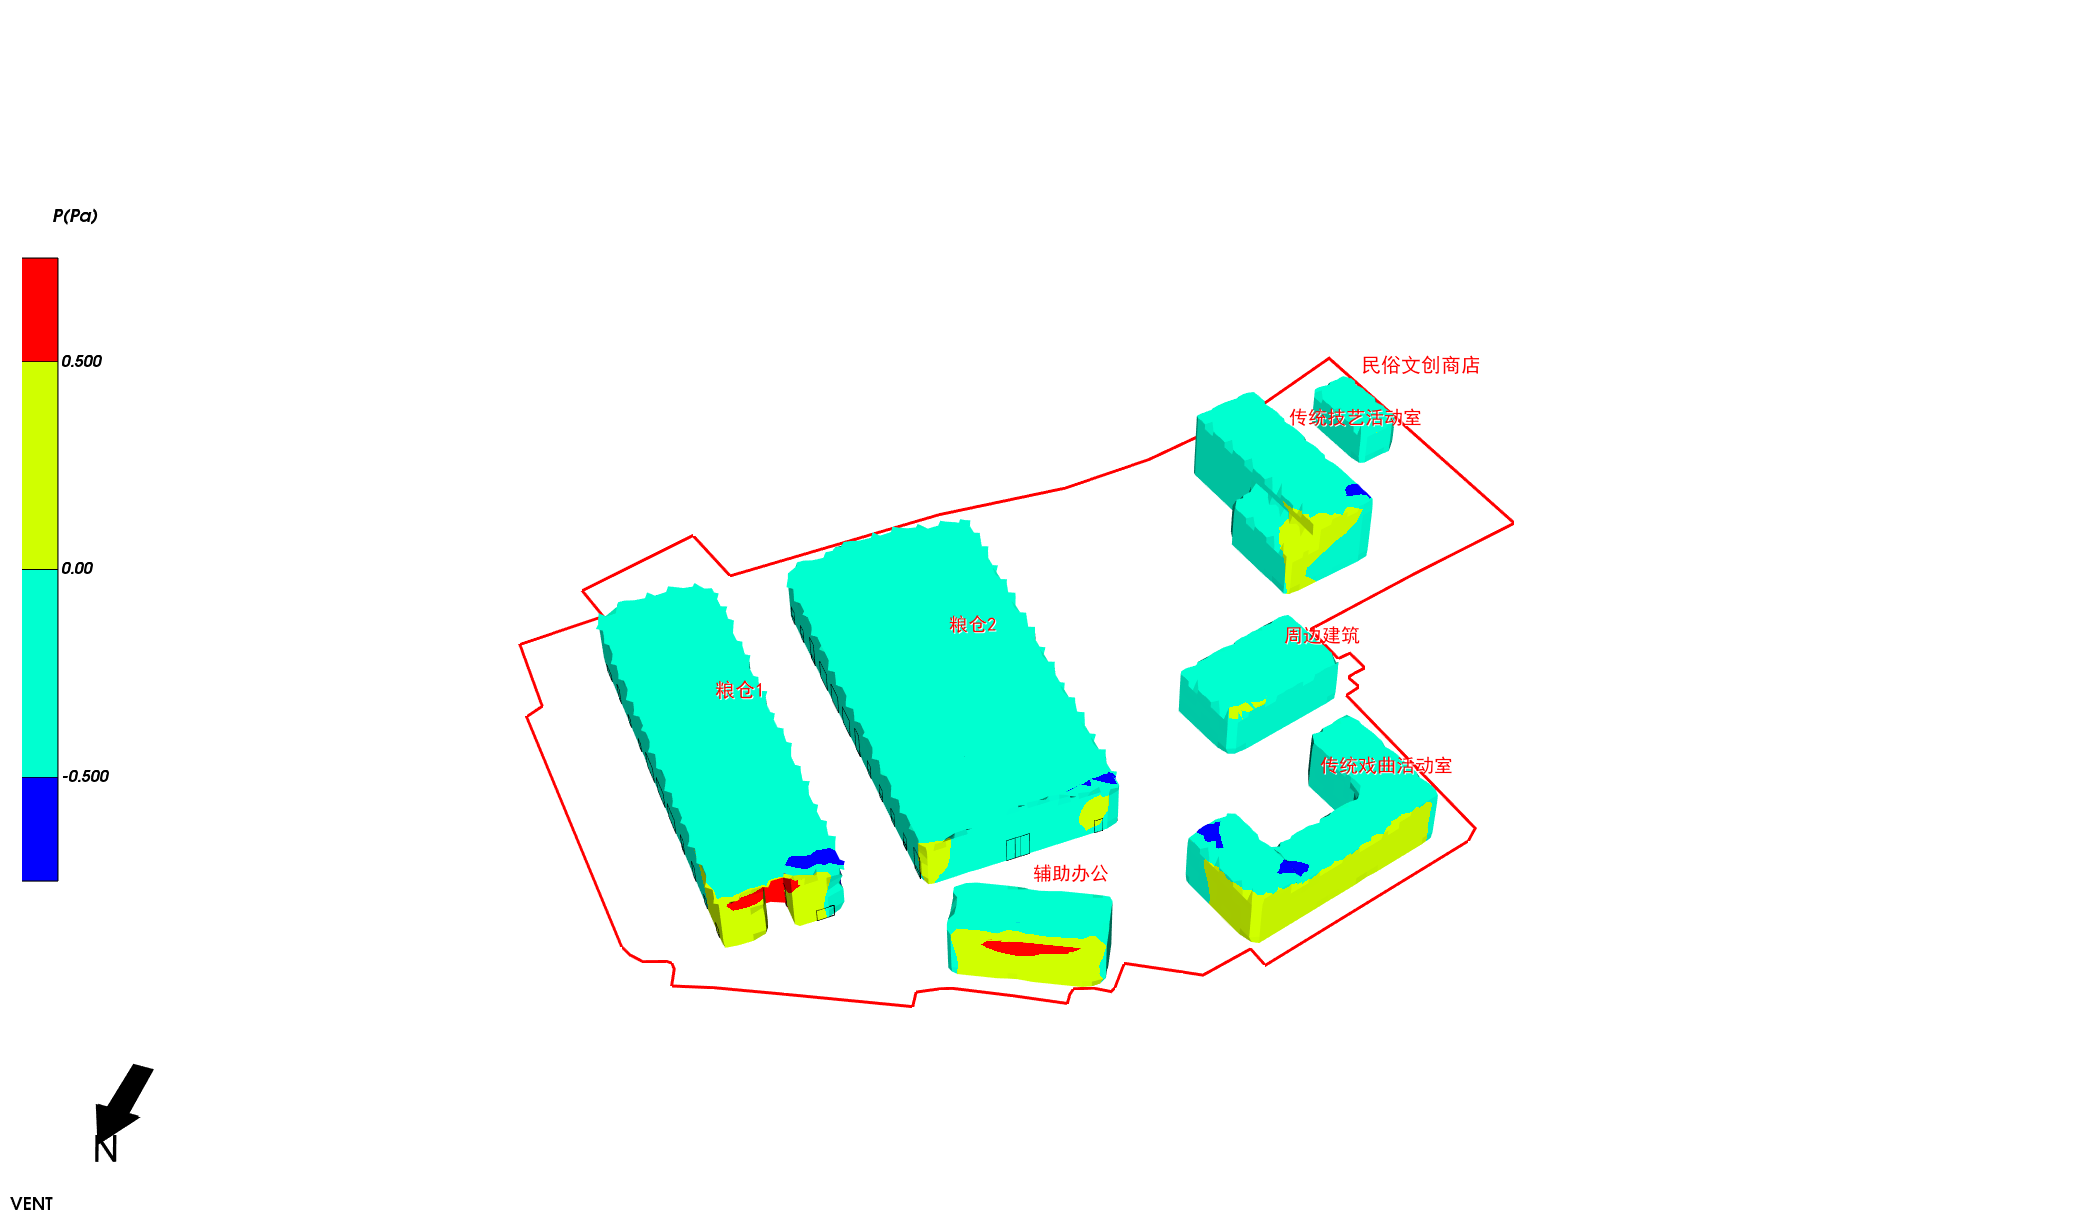 P(Pa)
0.500
0.00
-0.500
民俗文创商店
传统技艺活动室
粮仓2
周边建筑
粮仓1
传统戏曲活动室
辅助办公
N
VENT